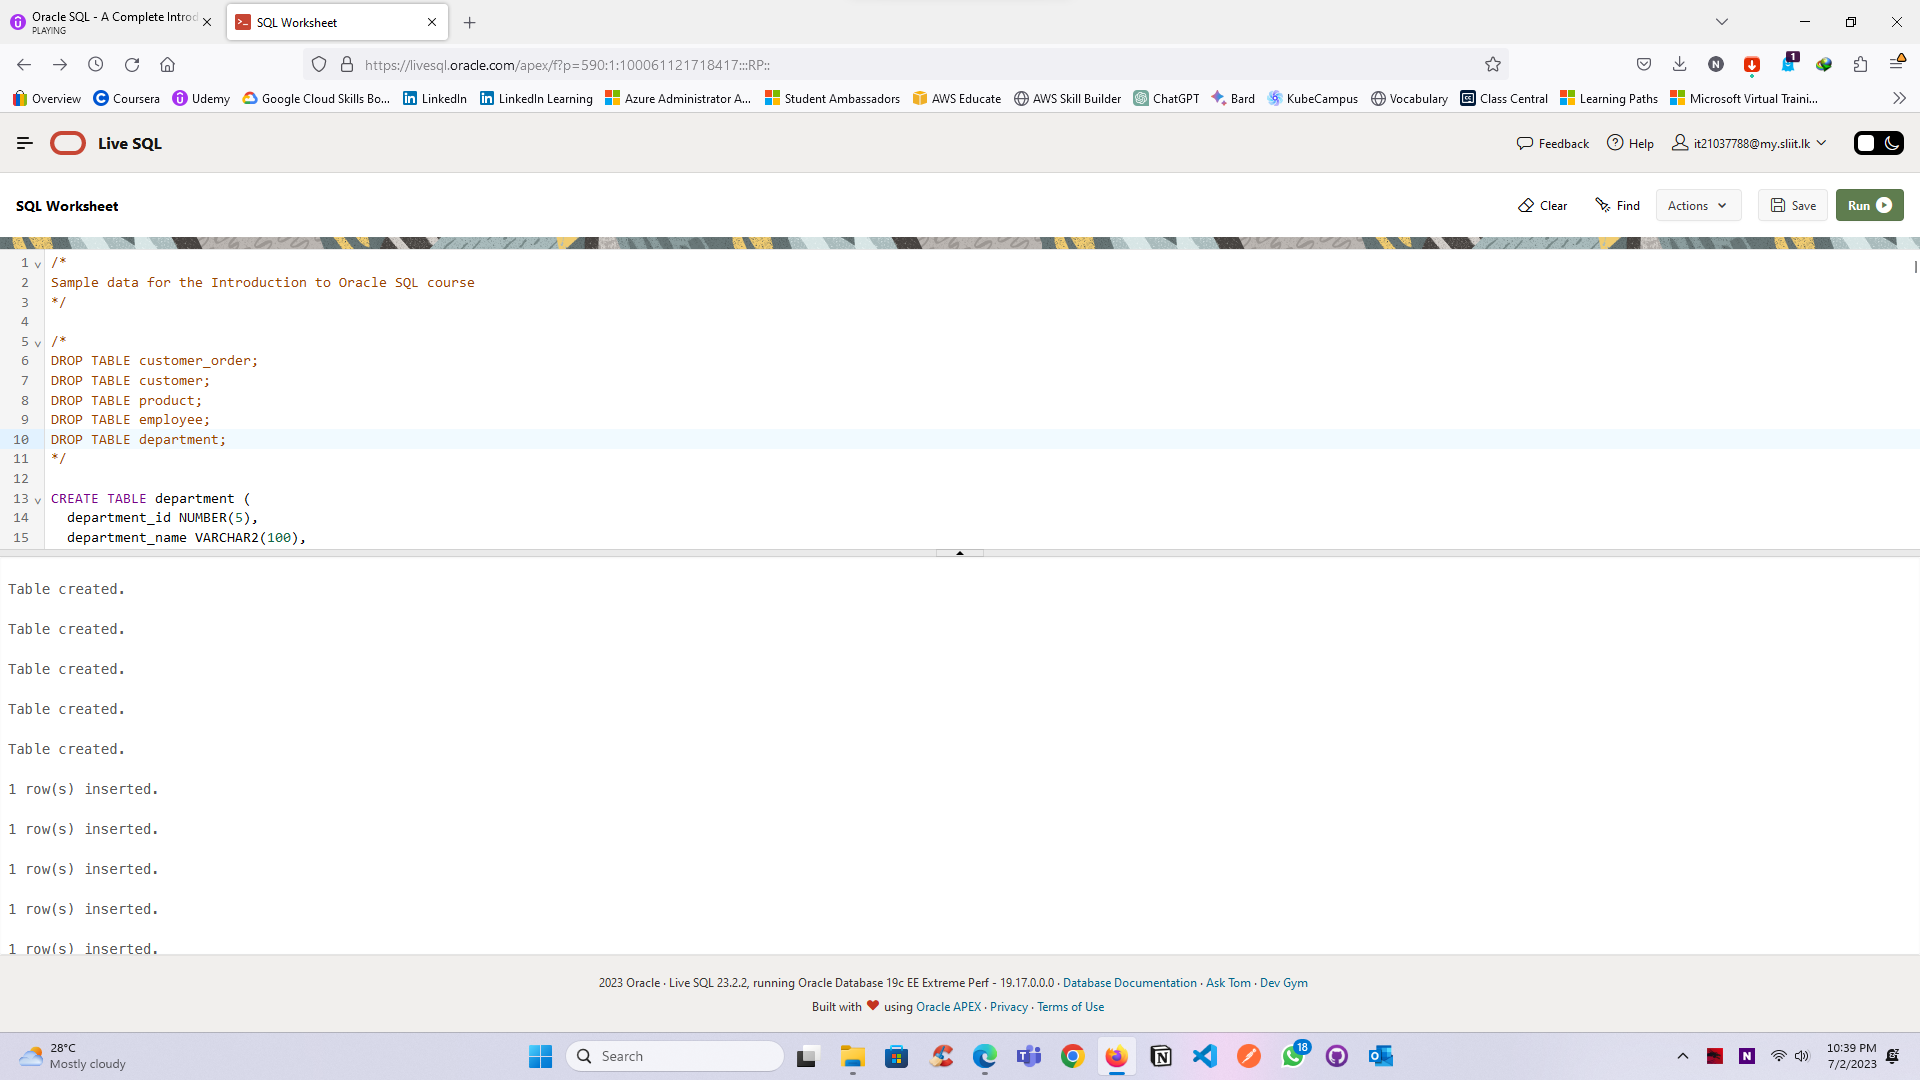 Oracle SQL - A Complete Introd
PLAYING
SQL Worksheet
https://livesql.oracle.com/apex/f?p=590:1:100061121718417:::RP::
1
Overview
Coursera
Udemy
Google Cloud Skills Bo...
LinkedIn
LinkedIn Learning
Azure Administrator A...
Student Ambassadors
AWS Educate
AWS Skill Builder
ChatGPT
Bard
KubeCampus
Vocabulary
Class Central
Learning Paths
Microsoft Virtual Traini...
Live SQL
Feedback
Help
it21037788@my.sliit.lk
SQL Worksheet
Clear
Find
Actions
Save
Run
1 /*
2 Sample data for the Introduction to Oracle SQL course
3 */
4
5 /*
6 DROP TABLE customer_order;
7 DROP TABLE customer;
8 DROP TABLE product;
9 DROP TABLE employee;
10 DROP TABLE department;
11 */
12
13 CREATE TABLE department (
14 department_id NUMBER(5),
15 department_name VARCHAR2(100),
Table created.
Table created.
Table created.
Table created.
Table created.
1 row(s) inserted.
1 row(s) inserted.
1 row(s) inserted.
1 row(s) inserted.
1 row(s) inserted.
2023 Oracle · Live SQL 23.2.2, running Oracle Database 19c EE Extreme Perf - 19.17.0.0.0 · Database Documentation · Ask Tom · Dev Gym
Built with ❤ using Oracle APEX · Privacy · Terms of Use
28°C
Mostly cloudy
Search
18
10:39 PM
7/2/2023